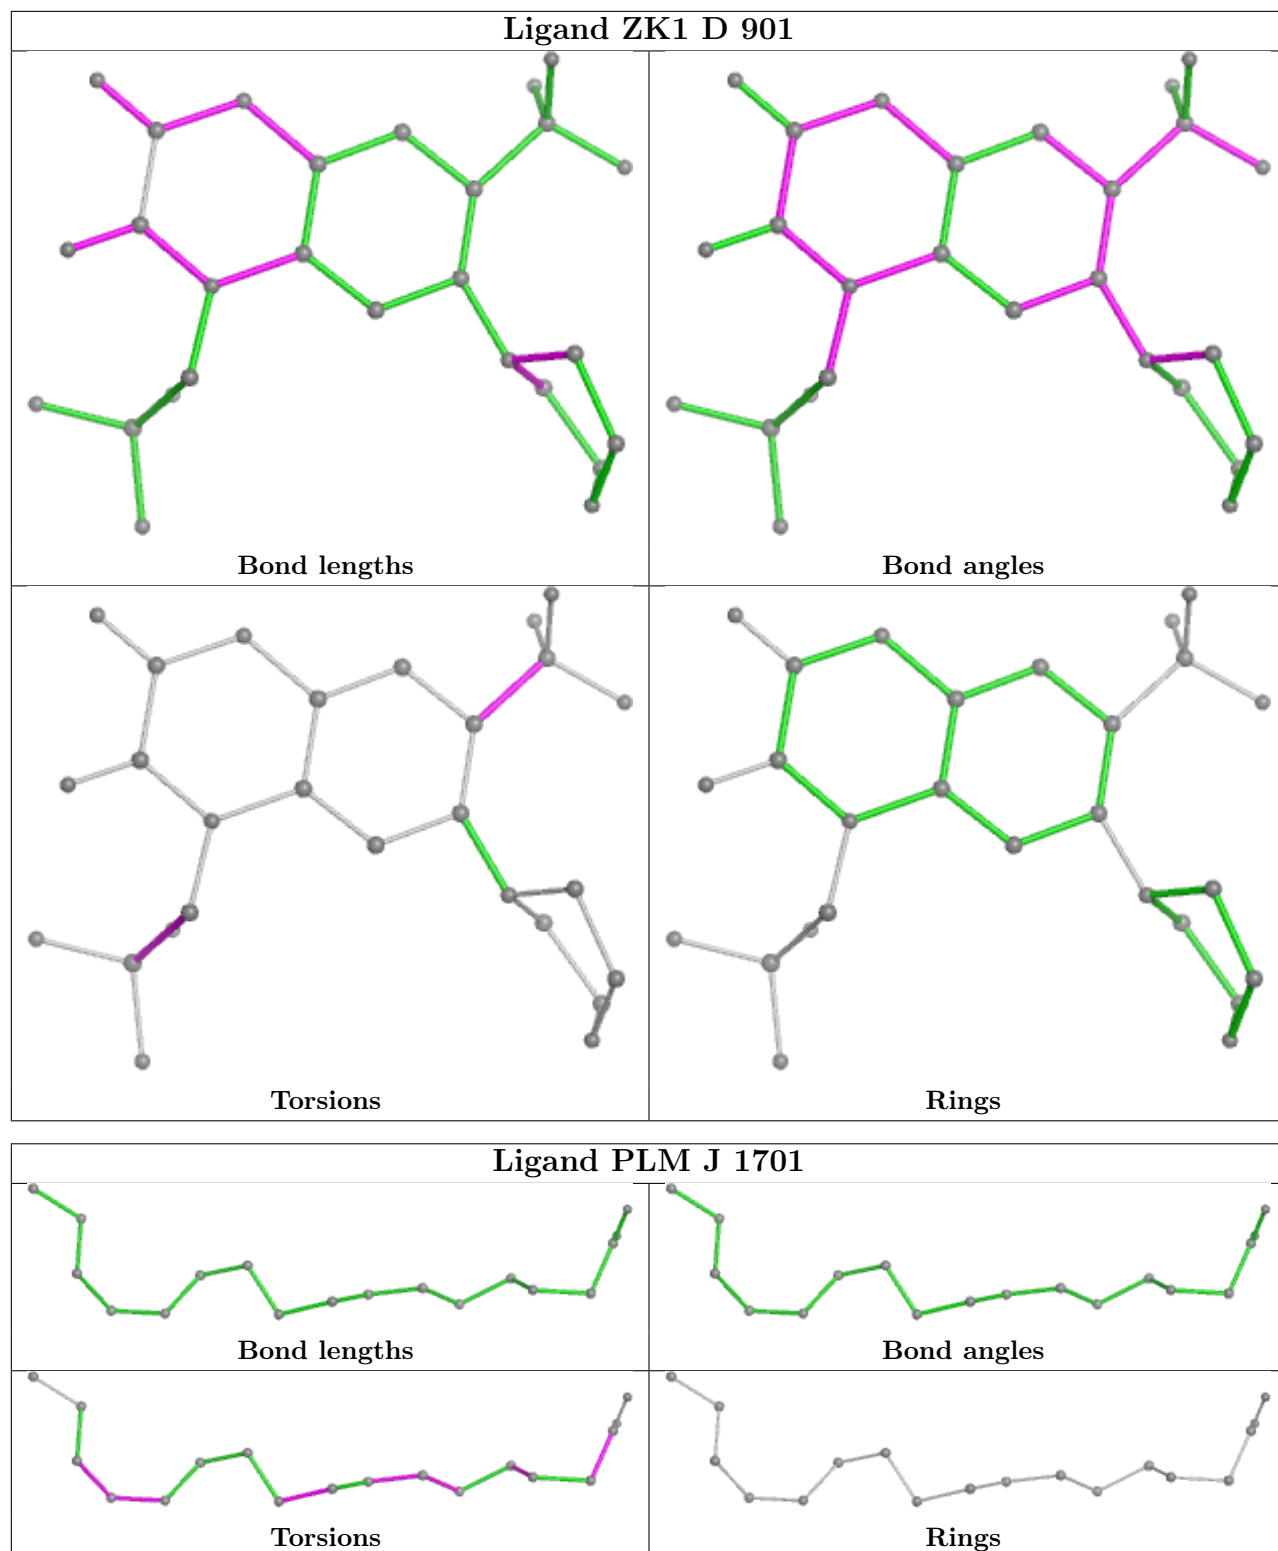 Ligand ZK1 D 901
Bond lengths
Bond angles
Torsions
Rings
Ligand PLM J 1701
Bond lengths
Bond angles
Torsions
Rings